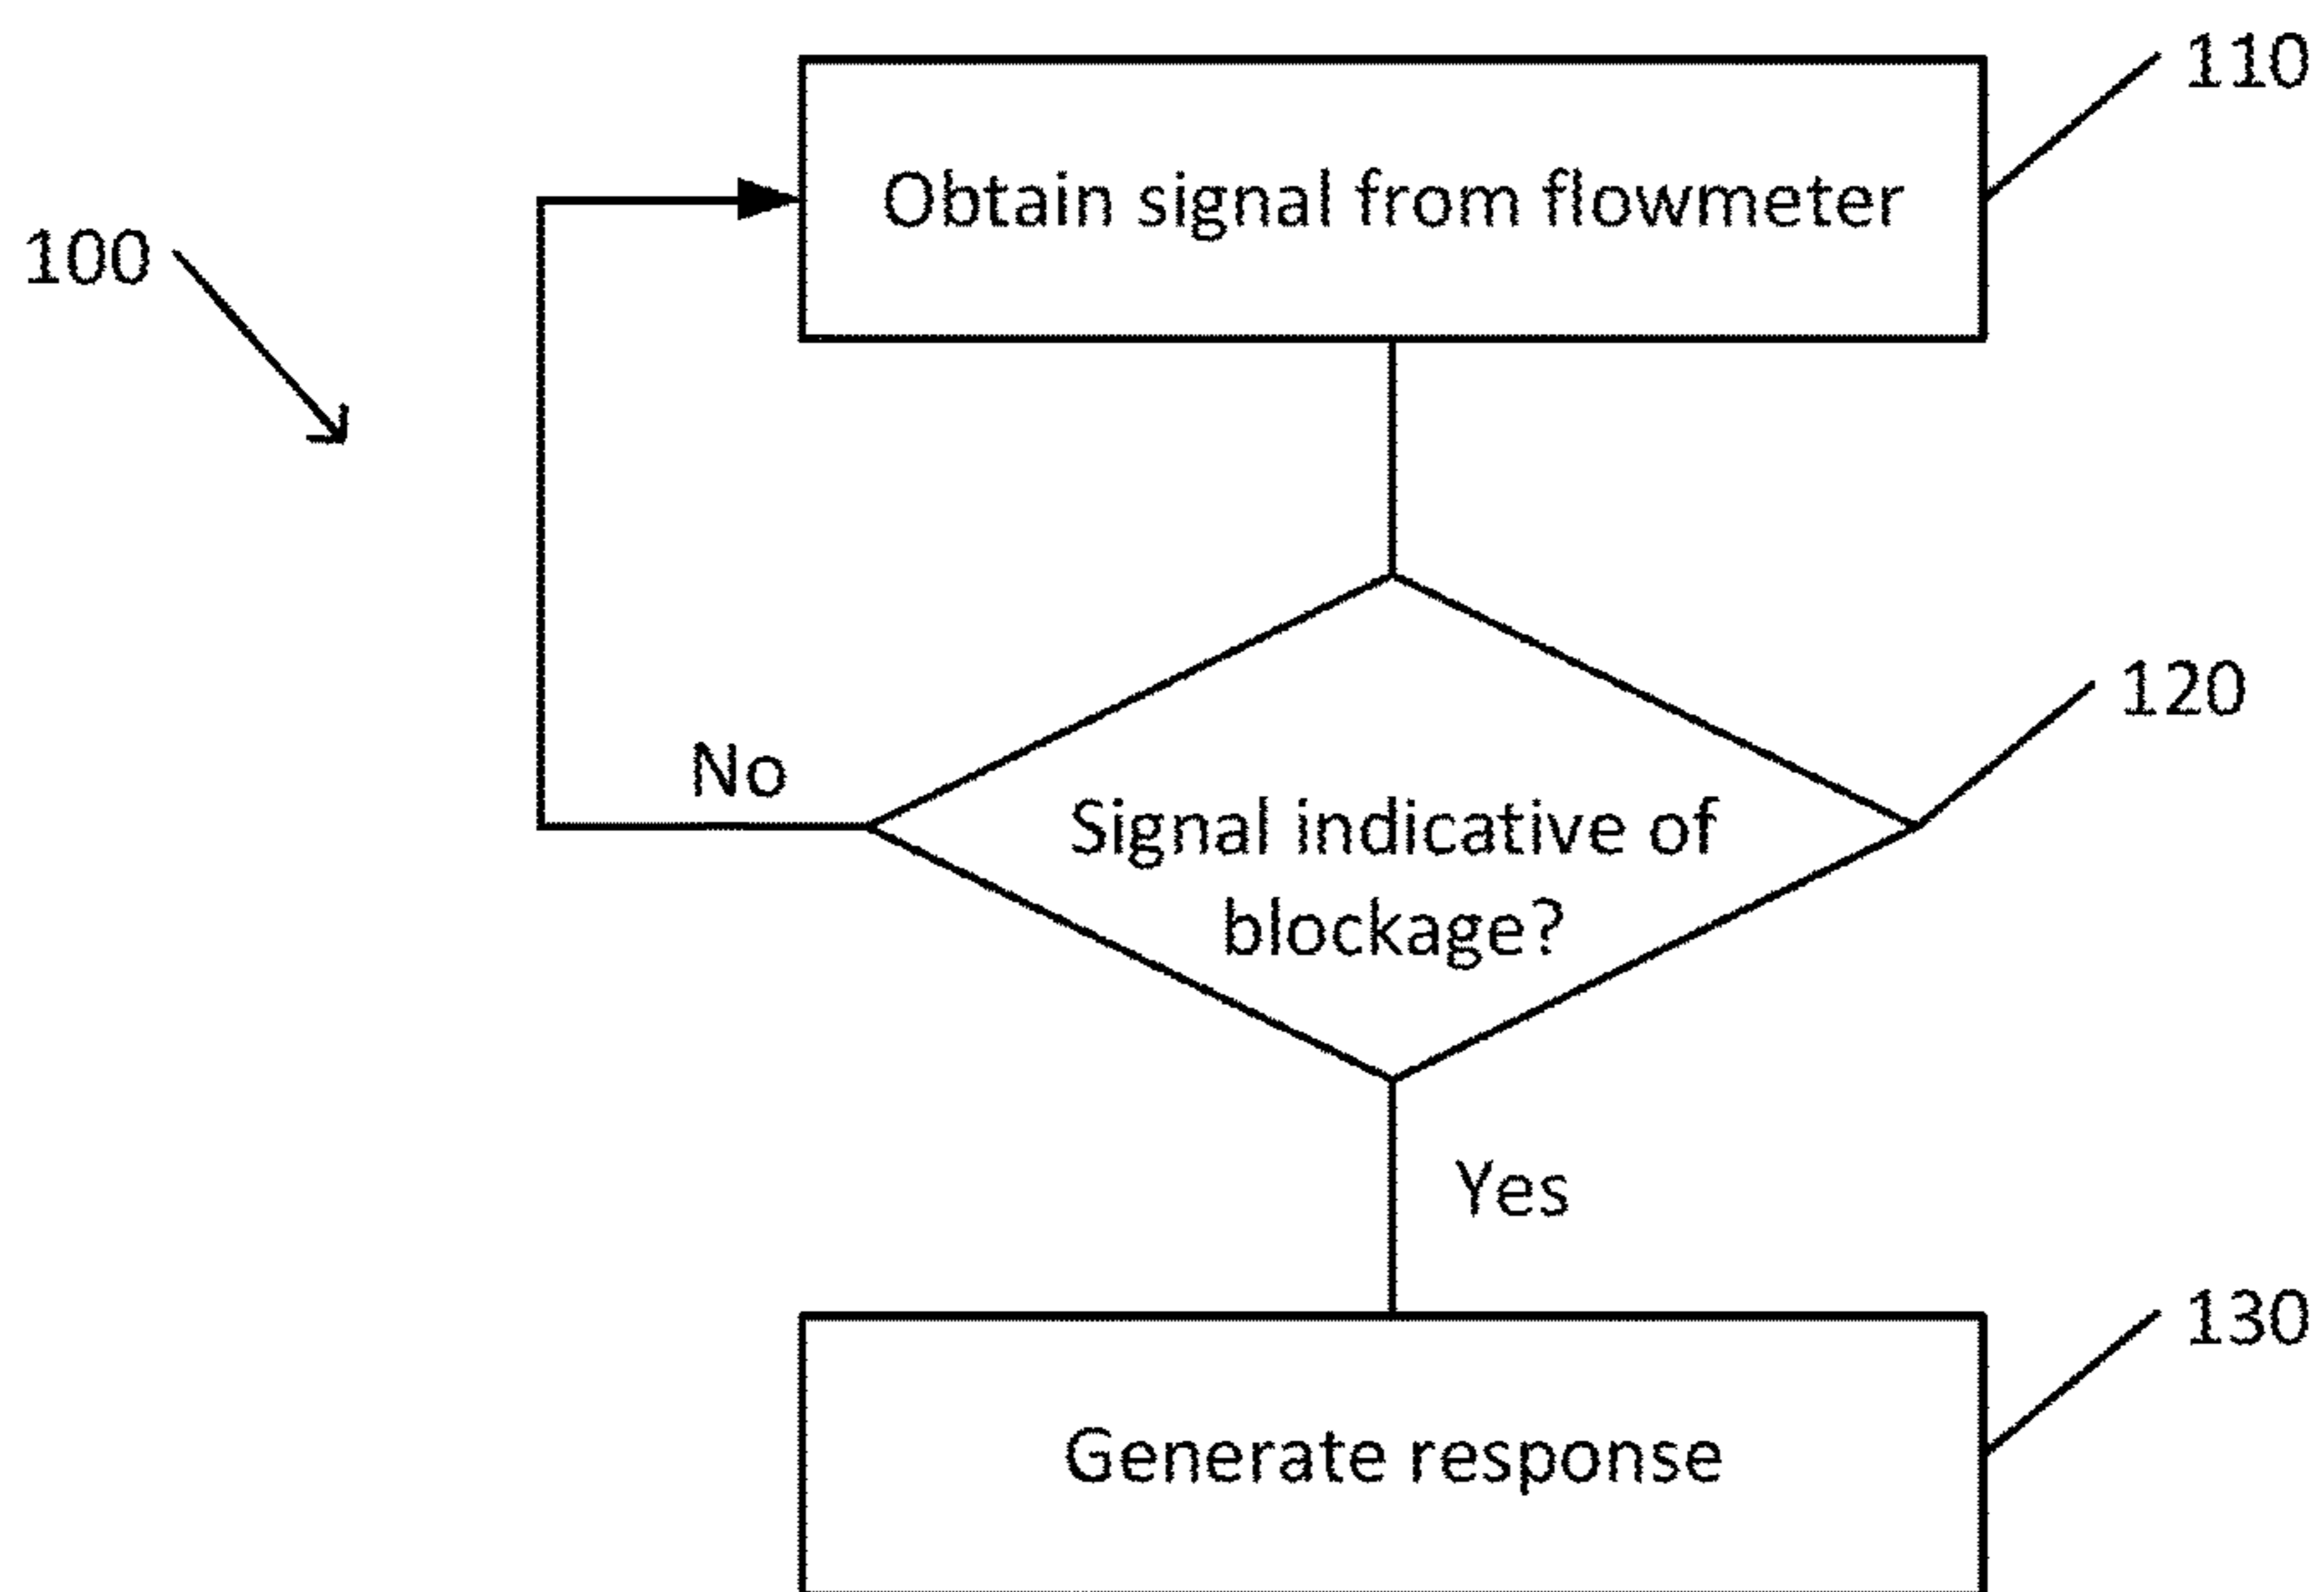 110
Obtain signal from flowmeter
100
120
No
Signal indicative of
blockage?
Yes
130
Generate response